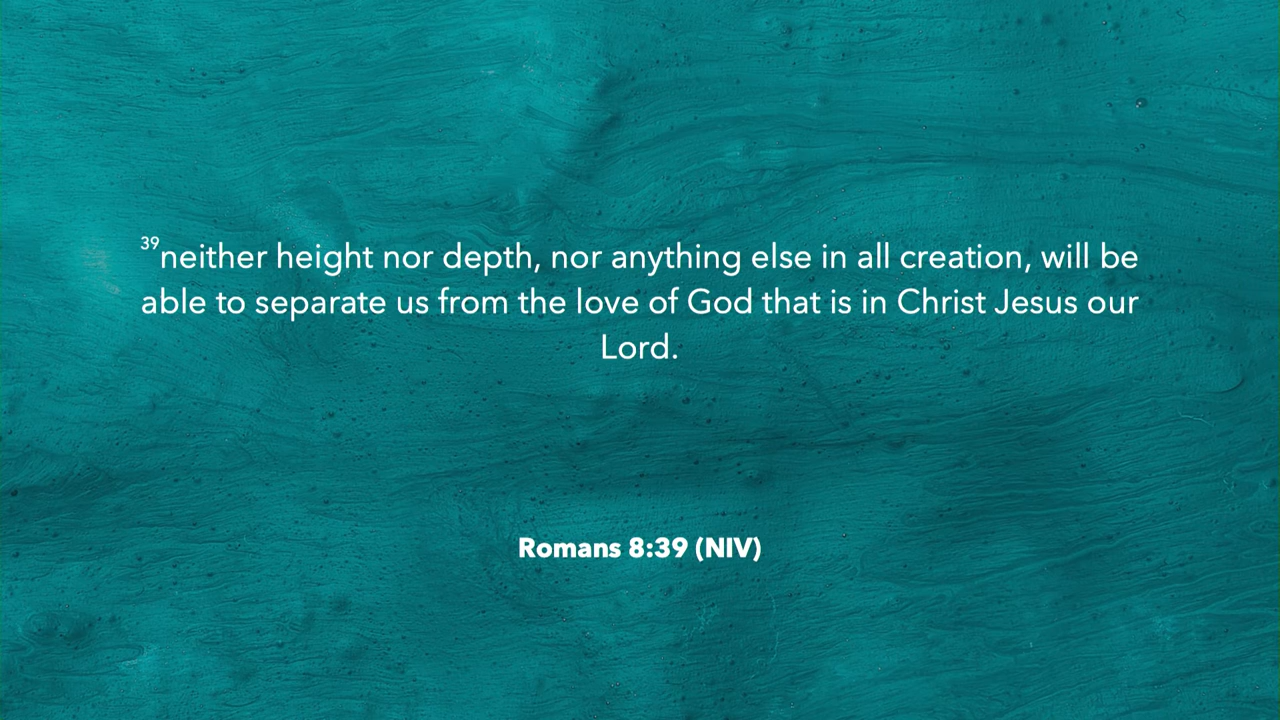 39neither height nor depth, nor anything else in all creation, will be
able to separate us from the love of God that is in Christ Jesus our
Lord.
Romans 8:39 (NIV)